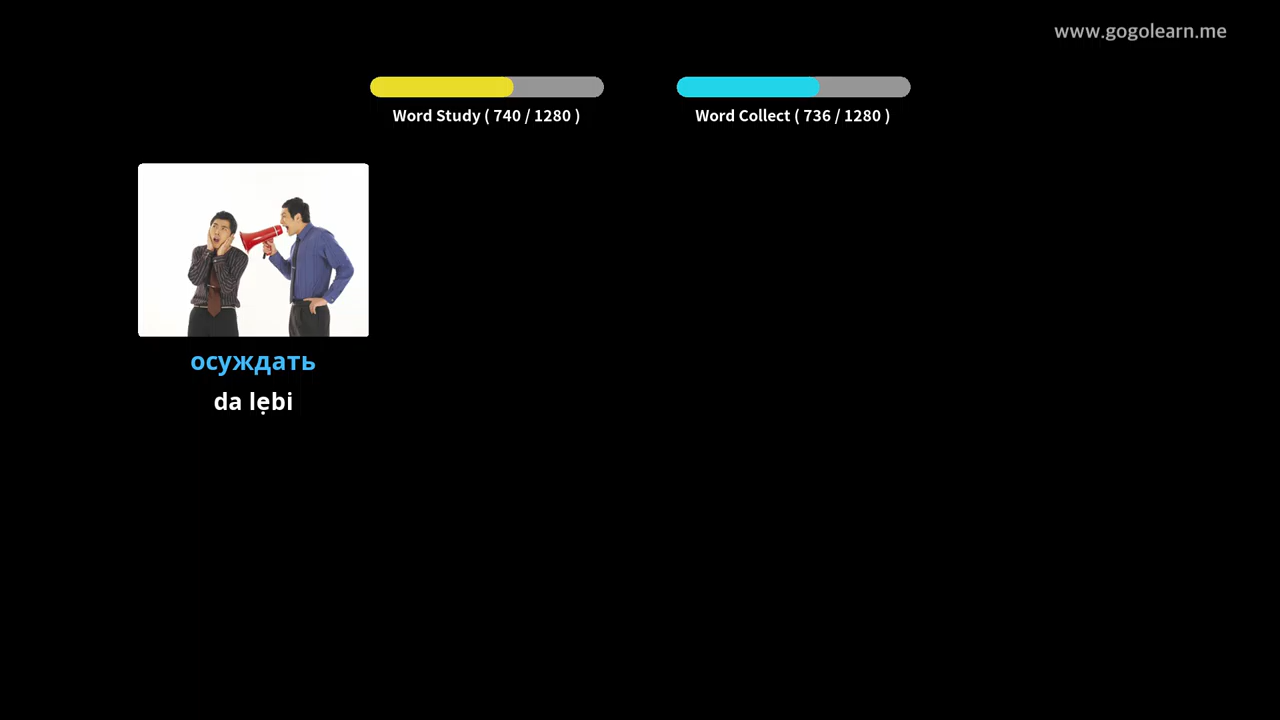 www.gogolearn.me
Word Study ( 740 / 1280 )
Word Collect ( 736 / 1280 )
осуждать
da lẹbi